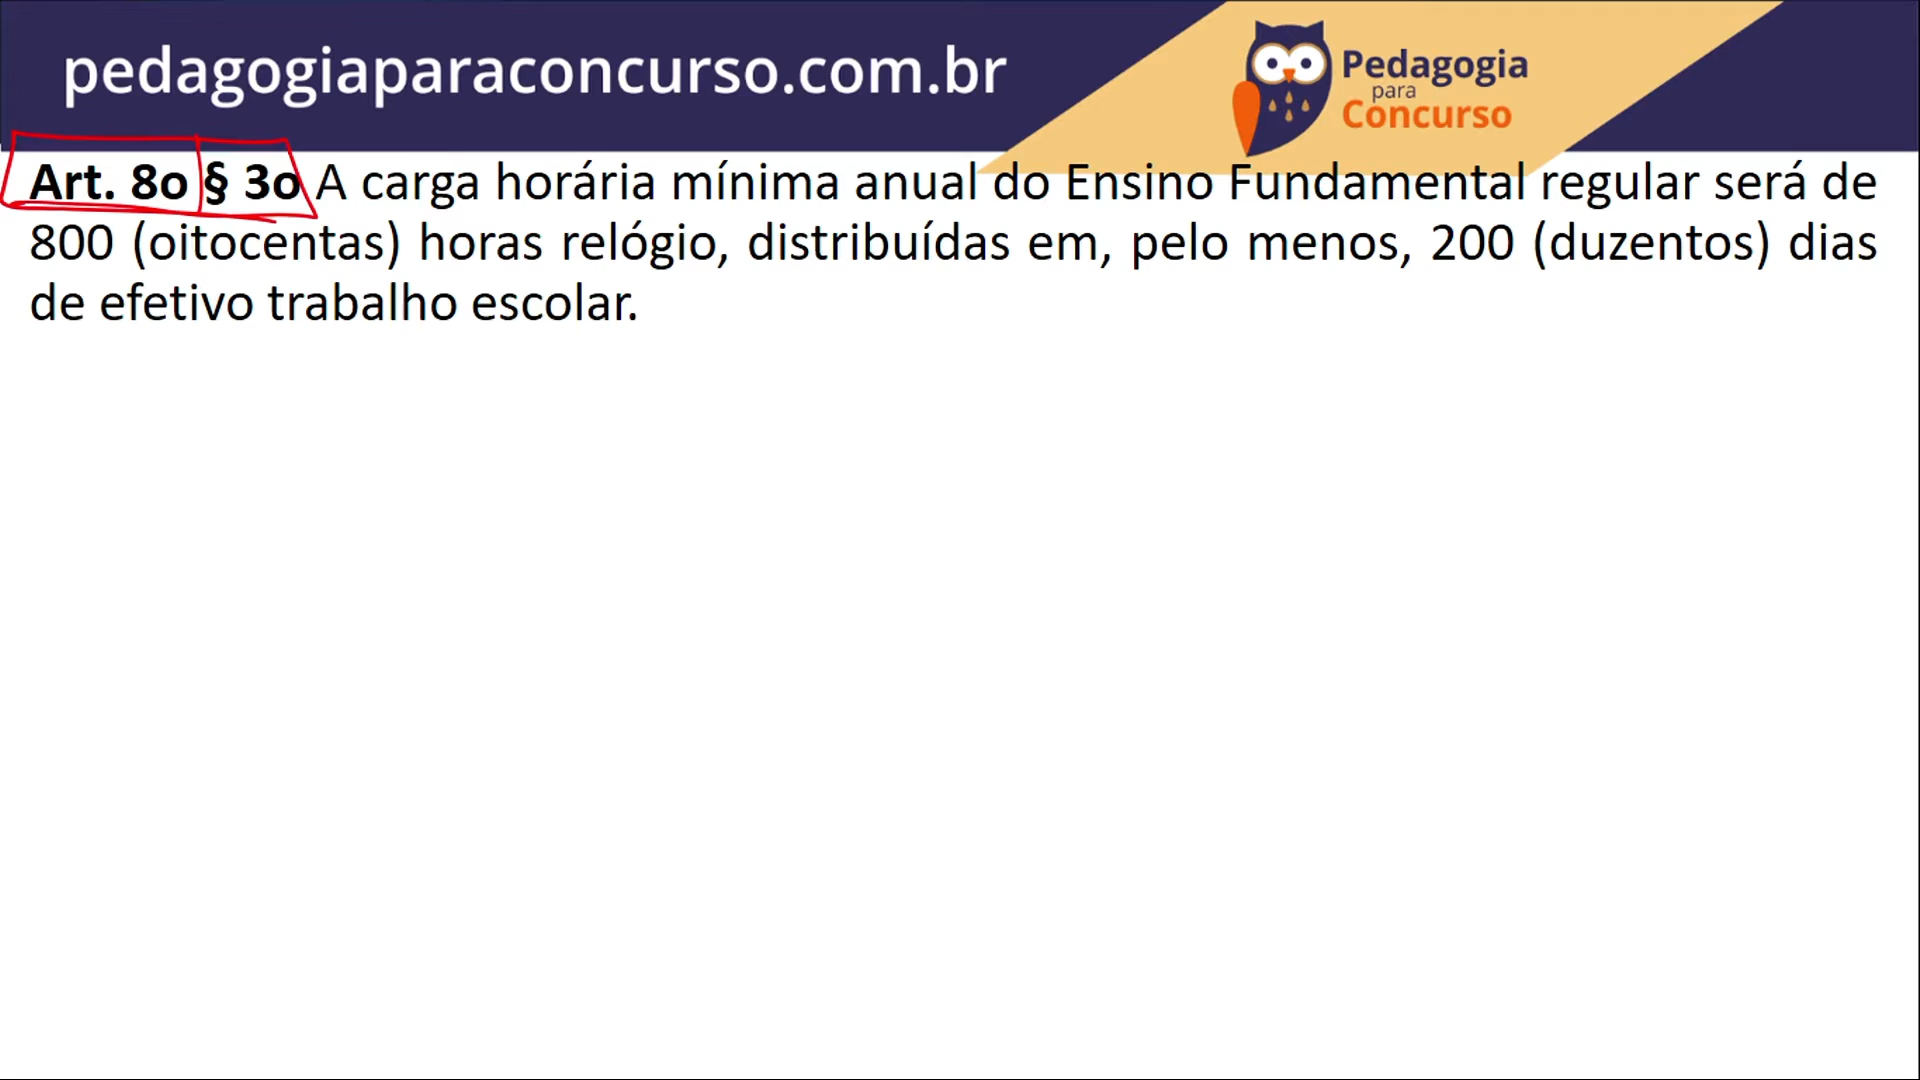 pedagogiaparaconcurso.com.br
Pedagogia
para
Concurso
Art. 8o § 3o A carga horária mínima anual do Ensino Fundamental regular será de
800 (oitocentas) horas relógio, distribuídas em, pelo menos, 200 (duzentos) dias
de efetivo trabalho escolar.